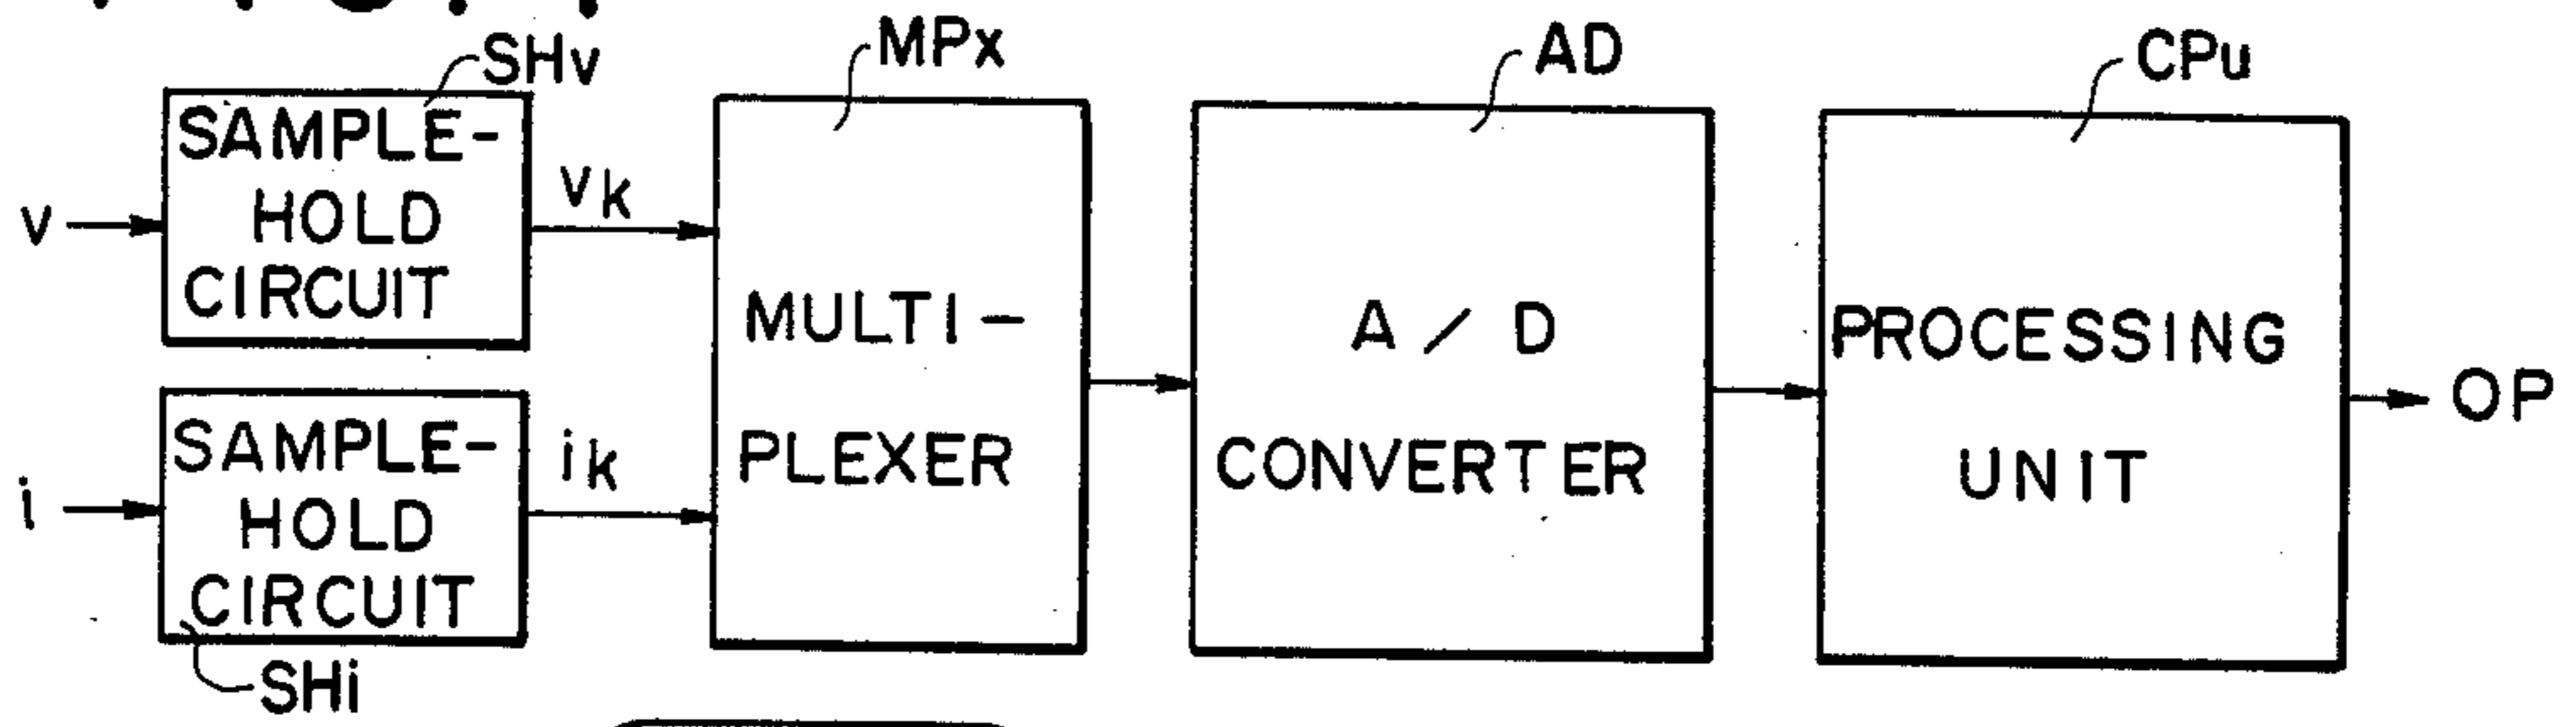 SHv
MPx
AD
CPu
SAMPLE-
HOLD
CIRCUIT
v
vk
MULTI-
PLEXER
A / D
CONVERTER
PROCESSING
UNIT
OP
SAMPLE-
HOLD
CIRCUIT
i
ik
SHi